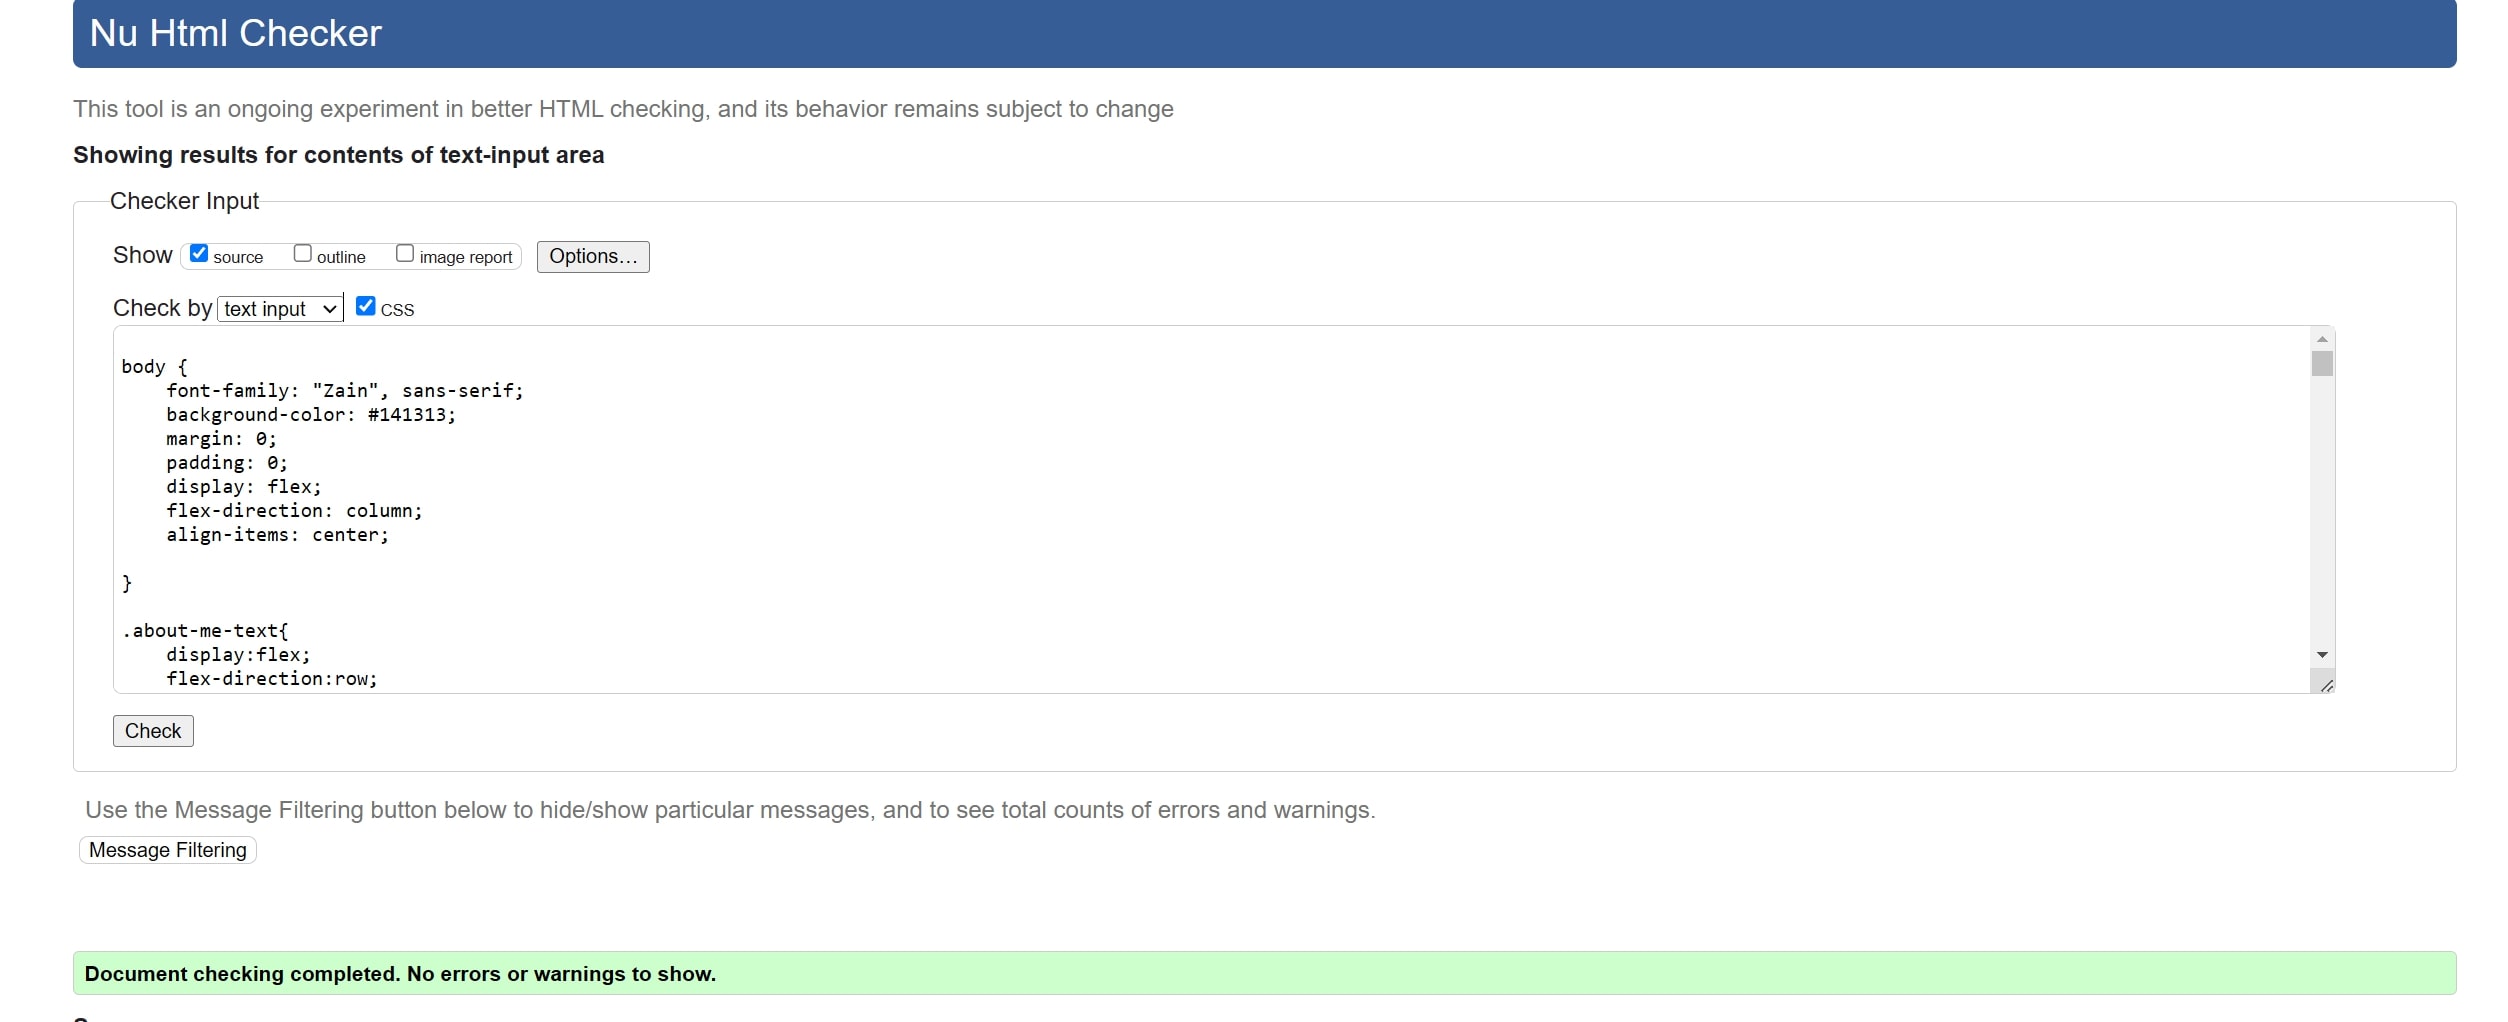 Nu Html Checker
This tool is an ongoing experiment in better HTML checking, and its behavior remains subject to change
Showing results for contents of text-input area
Checker Input
Show source outline image report Options...
Check by text input CSS
body {
    font-family: "Zain", sans-serif;
    background-color: #141313;
    margin: 0;
    padding: 0;
    display: flex;
    flex-direction: column;
    align-items: center;
}
.about-me-text{
    display:flex;
    flex-direction:row;
Check
Use the Message Filtering button below to hide/show particular messages, and to see total counts of errors and warnings.
Message Filtering
Document checking completed. No errors or warnings to show.